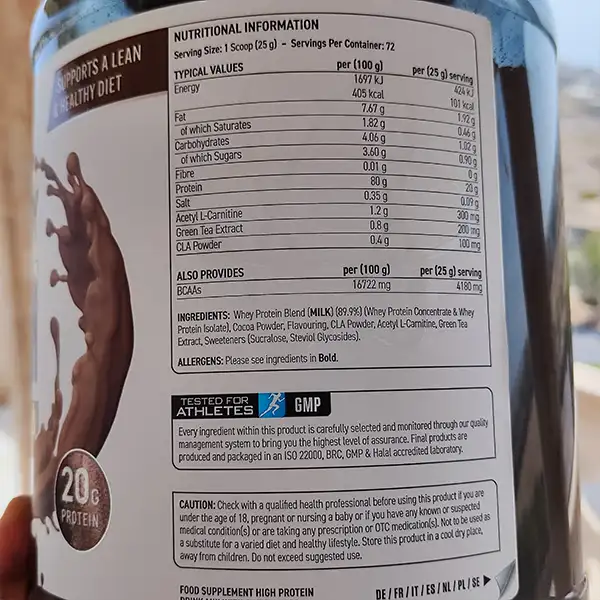 SUPPORTS A LEAN
& HEALTHY DIET
NUTRITIONAL INFORMATION
Serving Size: 1 Scoop (25 g) - Servings Per Container: 72
TYPICAL VALUES per (100 g) per (25 g) serving
Energy 1697 kJ 424 kJ
405 kcal 101 kcal
Fat 7.67 g 1.92 g
of which Saturates 1.82 g 0.46 g
Carbohydrates 4.06 g 1.02 g
of which Sugars 3.60 g 0.90 g
Fibre 0.01 g 0 g
Protein 80 g 20 g
Salt 0.35 g 0.09 g
Acetyl L-Carnitine 1.2 g 300 mg
Green Tea Extract 0.8 g 200 mg
CLA Powder 0.4 g 100 mg
ALSO PROVIDES per (100 g) per (25 g) serving
BCAAs 16722 mg 4180 mg
INGREDIENTS: Whey Protein Blend (MILK) (89.9%) (Whey Protein Concentrate & Whey
Protein Isolate), Cocoa Powder, Flavouring, CLA Powder, Acetyl L-Carnitine, Green Tea
Extract, Sweeteners (Sucralose, Steviol Glycosides).
ALLERGENS: Please see ingredients in Bold.
TESTED FOR
ATHLETES GMP
Every ingredient within this product is carefully selected and monitored through our quality
management system to bring you the highest level of assurance. Final products are
produced and packaged in an ISO 22000, BRC, GMP & Halal accredited laboratory.
20G
PROTEIN
CAUTION: Check with a qualified health professional before using this product if you are
under the age of 18, pregnant or nursing a baby or if you have any known or suspected
medical condition(s) or are taking any prescription or OTC medication(s). Not to be used as
a substitute for a varied diet and healthy lifestyle. Store this product in a cool dry place,
away from children. Do not exceed suggested use.
FOOD SUPPLEMENT HIGH PROTEIN
DE / FR / IT / ES / NL / PL / SE